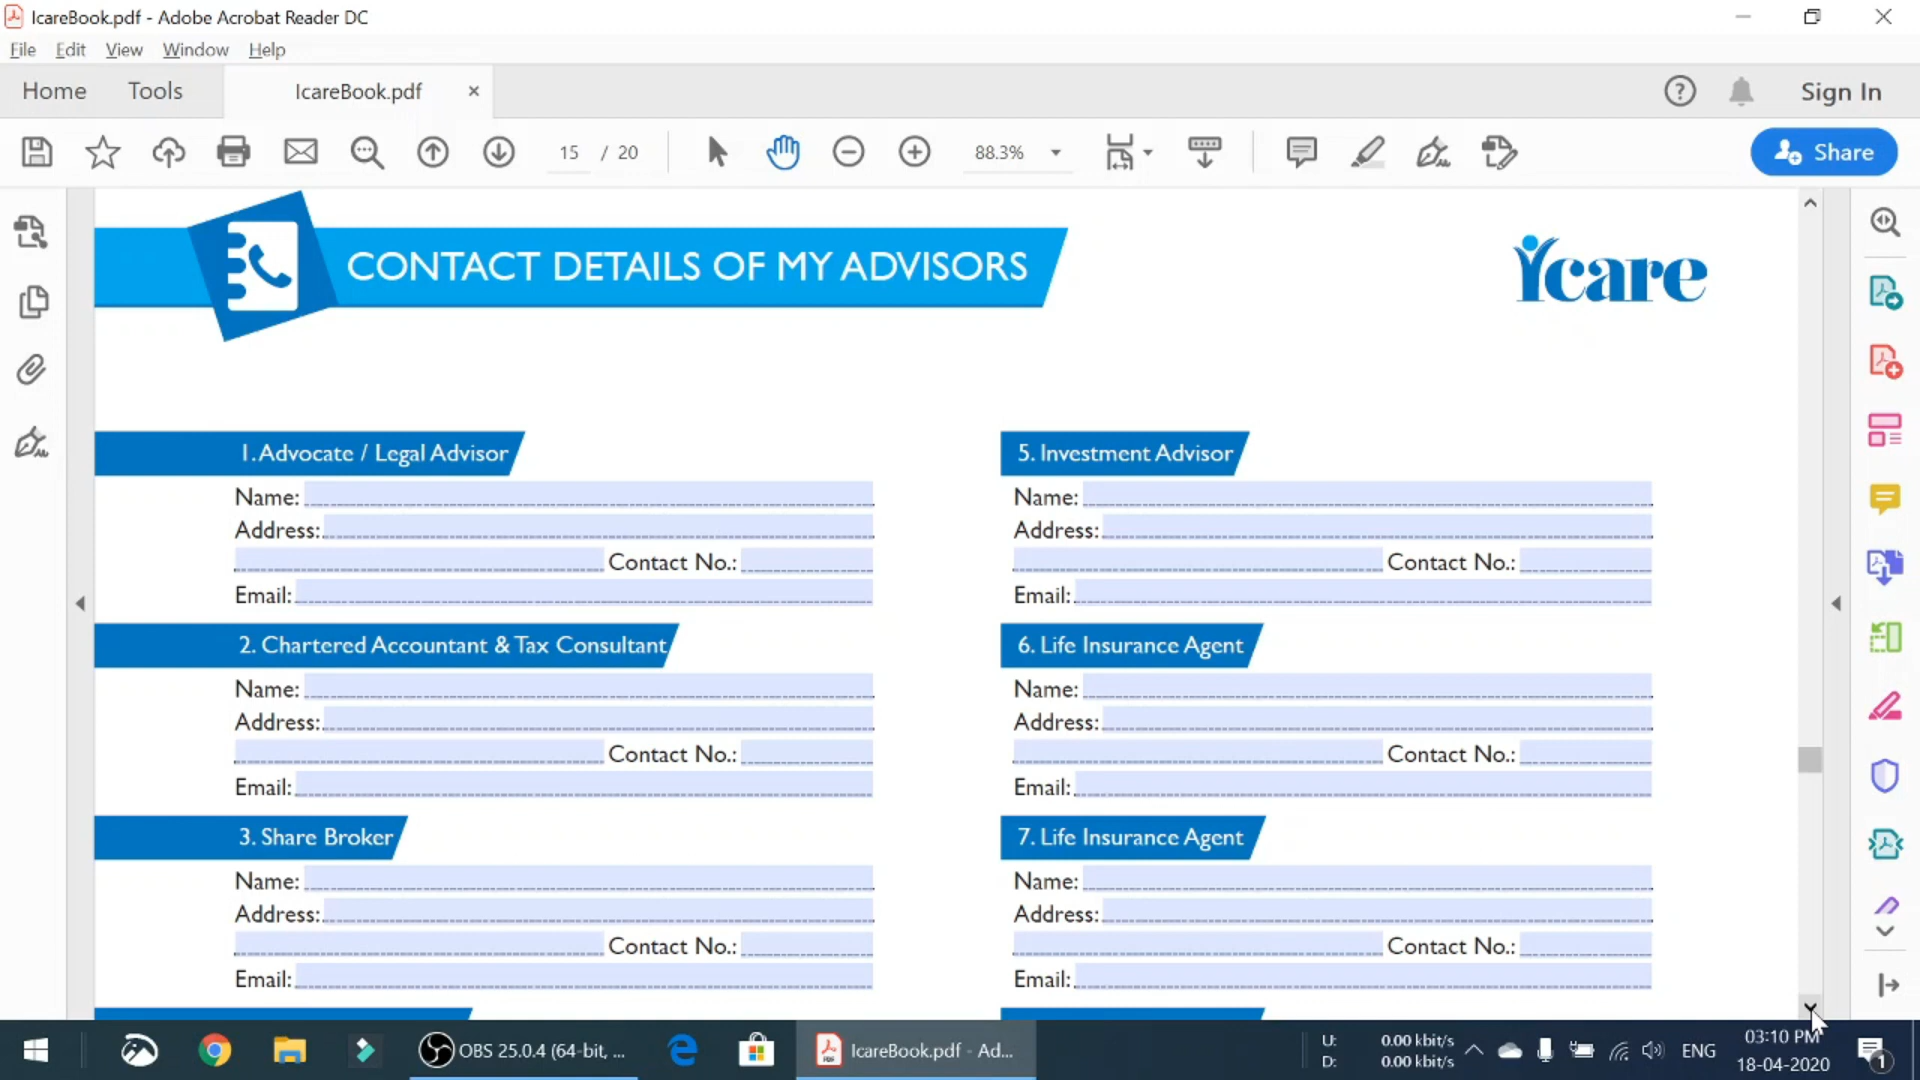 IcareBook.pdf - Adobe Acrobat Reader DC
File Edit View Window Help
Home Tools IcareBook.pdf × Sign In
15 / 20 88.3% Share
CONTACT DETAILS OF MY ADVISORS
icare
1. Advocate / Legal Advisor
Name:
Address:
Contact No.:
Email:
2. Chartered Accountant & Tax Consultant
Name:
Address:
Contact No.:
Email:
3. Share Broker
Name:
Address:
Contact No.:
Email:
5. Investment Advisor
Name:
Address:
Contact No.:
Email:
6. Life Insurance Agent
Name:
Address:
Contact No.:
Email:
7. Life Insurance Agent
Name:
Address:
Contact No.:
Email:
OBS 25.0.4 (64-bit, ...
IcareBook.pdf - Ad...
U: 0.00 kbit/s
D: 0.00 kbit/s
ENG
03:10 PM
18-04-2020
1